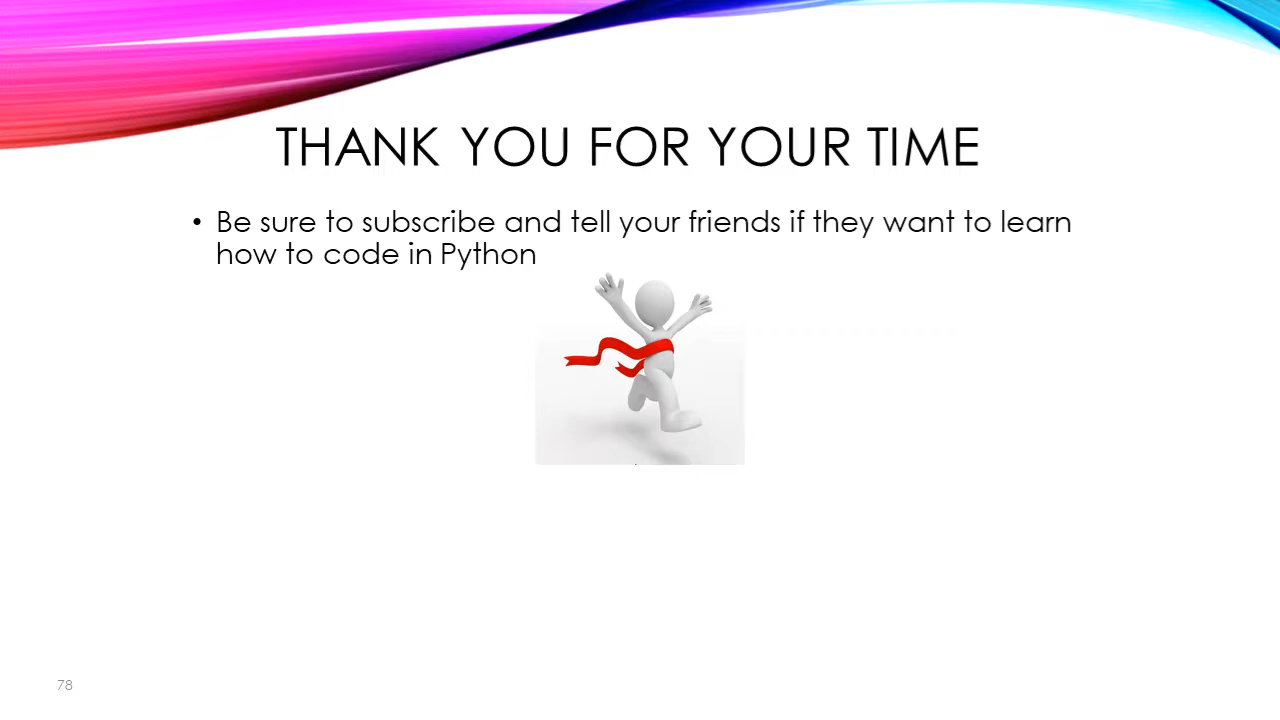 THANK YOU FOR YOUR TIME
• Be sure to subscribe and tell your friends if they want to learn
how to code in Python
78